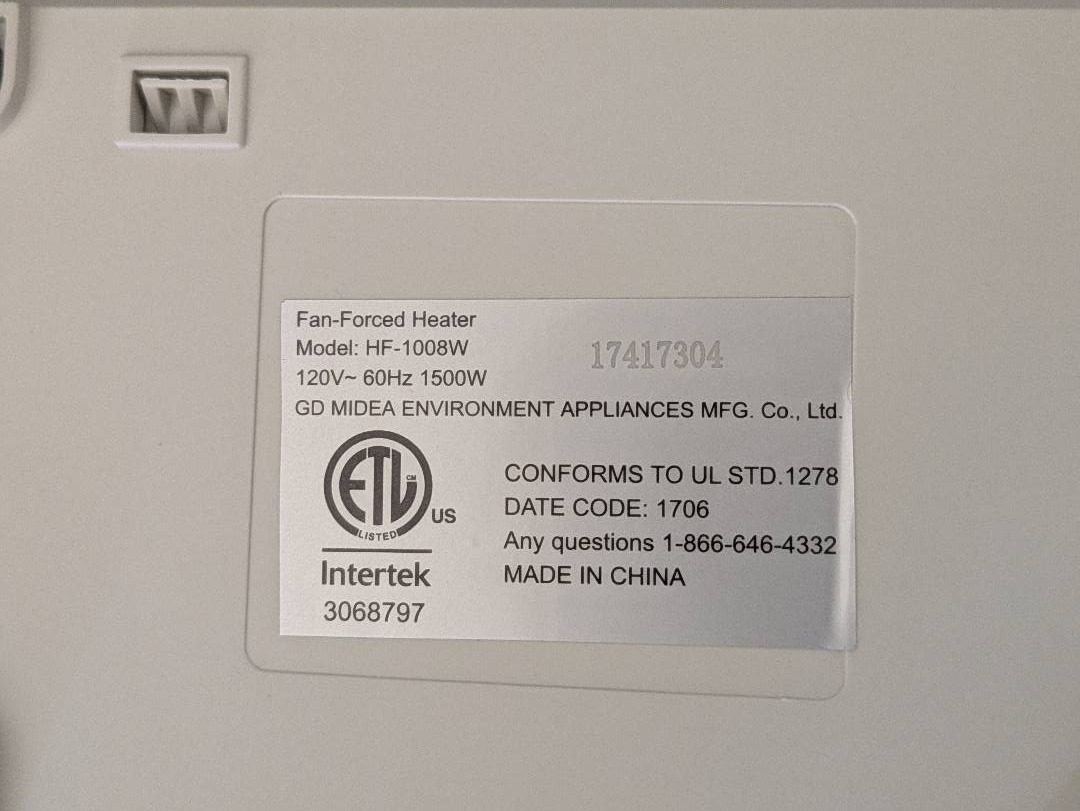 Fan-Forced Heater
Model: HF-1008W
17417304
120V~ 60Hz 1500W
GD MIDEA ENVIRONMENT APPLIANCES MFG. Co., Ltd.
ETL CM
LISTED
US
Intertek
3068797
CONFORMS TO UL STD.1278
DATE CODE: 1706
Any questions 1-866-646-4332
MADE IN CHINA